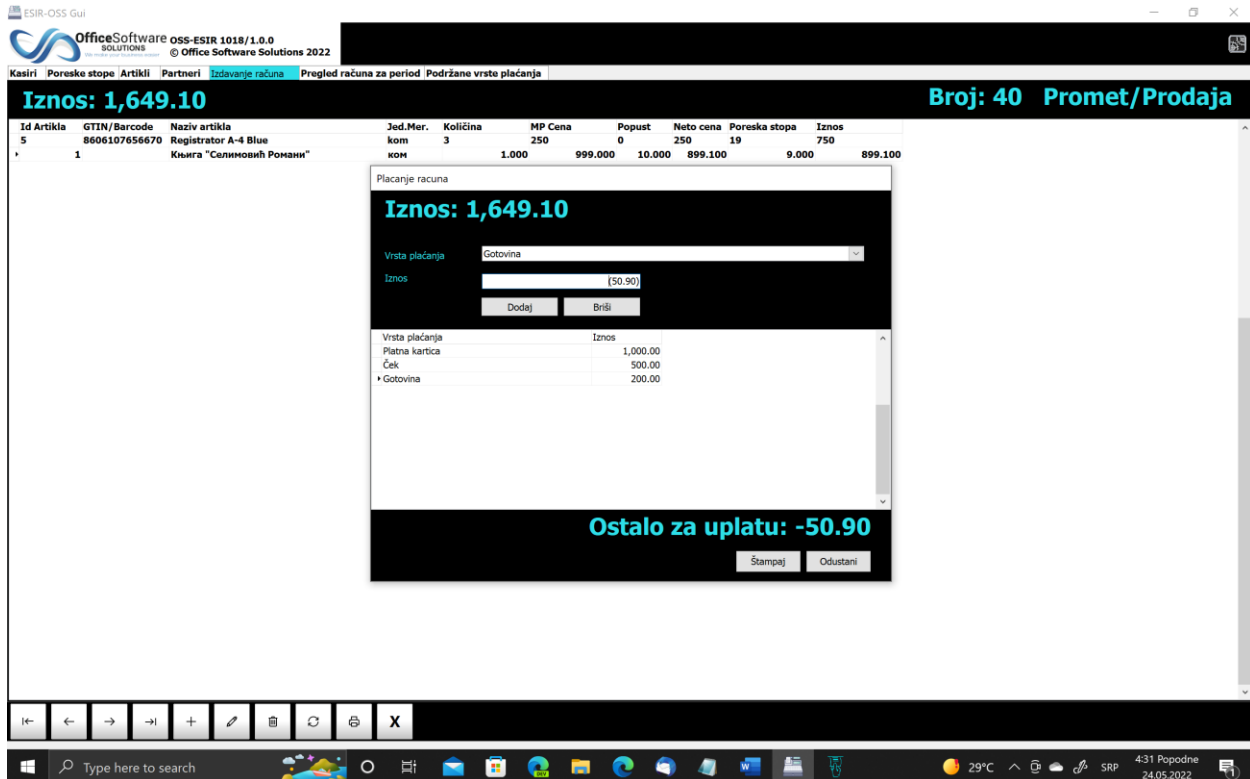 ESIR-OSS Gui
OfficeSoftware
SOLUTIONS
OSS-ESIR 1018/1.0.0
© Office Software Solutions 2022
Kasiri Poreske stope Artikli Partneri Izdavanje računa Pregled računa za period Podržane vrste plaćanja
Iznos: 1,649.10 Broj: 40 Promet/Prodaja
Id Artikla GTIN/Barcode Naziv artikla Jed.Mer. Količina MP Cena Popust Neto cena Poreska stopa Iznos
5 8606107656670 Registrator A-4 Blue kom 3 250 0 250 19 750
1 Књига "Селимовић Романи" ком 1.000 999.000 10.000 899.100 9.000 899.100
Placanje racuna
Iznos: 1,649.10
Vrsta plaćanja Gotovina
Iznos (50.90)
Dodaj Briši
Vrsta plaćanja Iznos
Platna kartica 1,000.00
Ček 500.00
Gotovina 200.00
Ostalo za uplatu: -50.90
Štampaj Odustani
X
Type here to search
29°C SRP 4:31 Popodne
24.05.2022